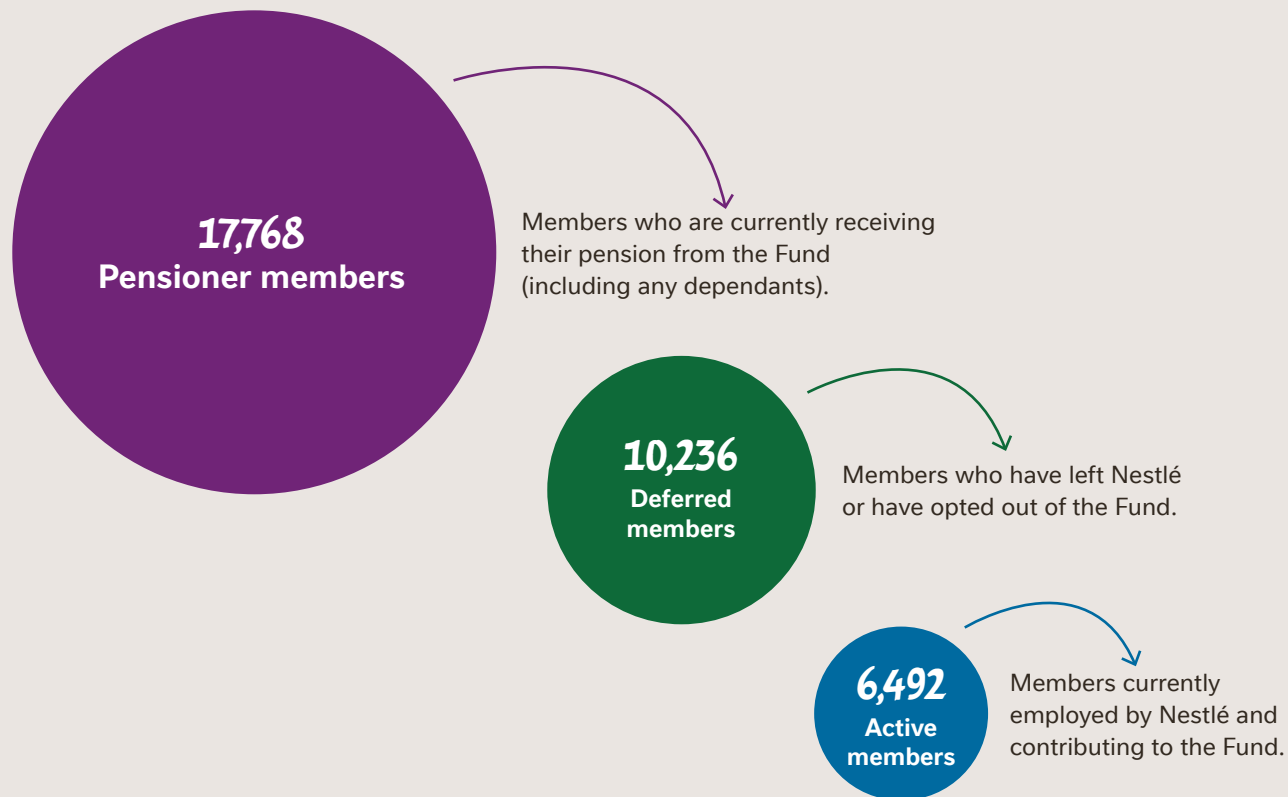 17,768
Pensioner members
Members who are currently receiving
their pension from the Fund
(including any dependants).
10,236
Deferred
members
Members who have left Nestlé
or have opted out of the Fund.
6,492
Active
members
Members currently
employed by Nestlé and
contributing to the Fund.